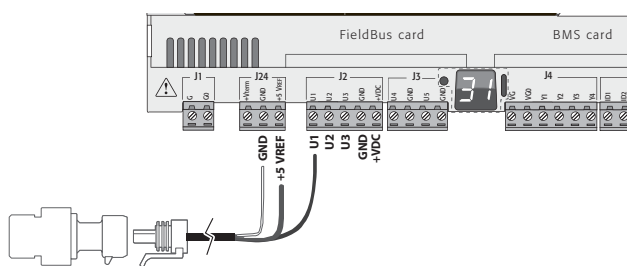 FieldBus card
BMS card
J1
J24
J2
J3
J4
G
G0
+Vterm
GND
+5 VREF
U1
U2
U3
GND
+VDC
U4
GND
U5
GND
31
VG
VG0
Y1
Y2
Y3
Y4
ID1
ID2
GND
+5 VREF
U1
U2
U3
GND
+VDC